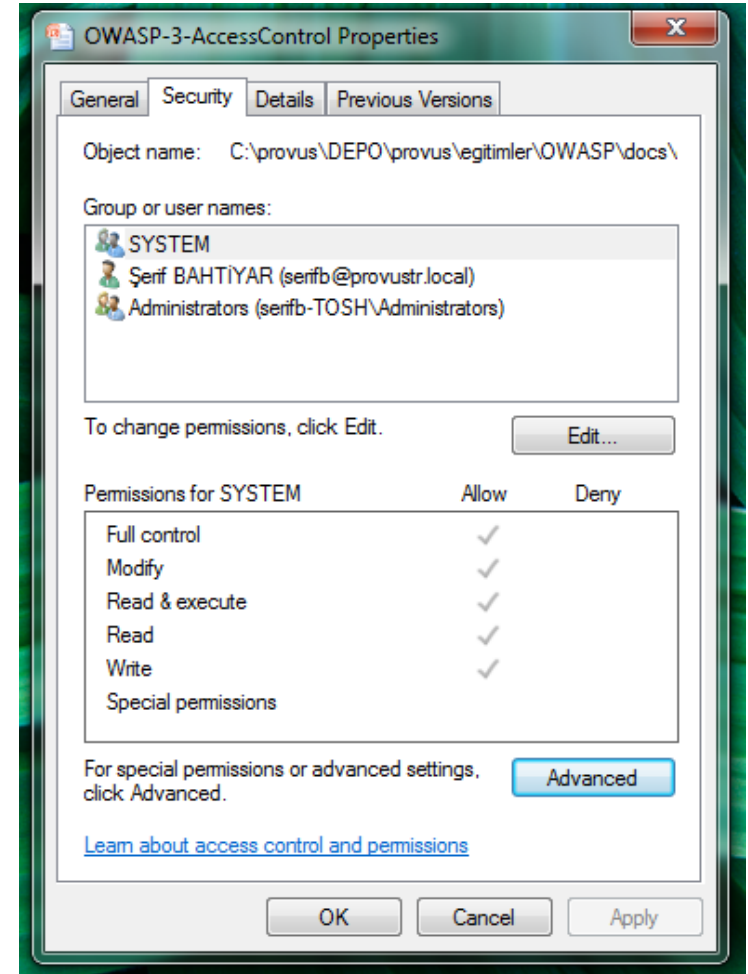 OWASP-3-AccessControl Properties
General Security Details Previous Versions
Object name: C:\provus\DEPO\provus\egitimler\OWASP\docs\
Group or user names:
SYSTEM
Şerif BAHTİYAR (serifb@provustr.local)
Administrators (serifb-TOSH\Administrators)
To change permissions, click Edit.
Edit...
Permissions for SYSTEM Allow Deny
Full control
Modify
Read & execute
Read
Write
Special permissions
For special permissions or advanced settings,
click Advanced.
Advanced
Learn about access control and permissions
OK Cancel Apply